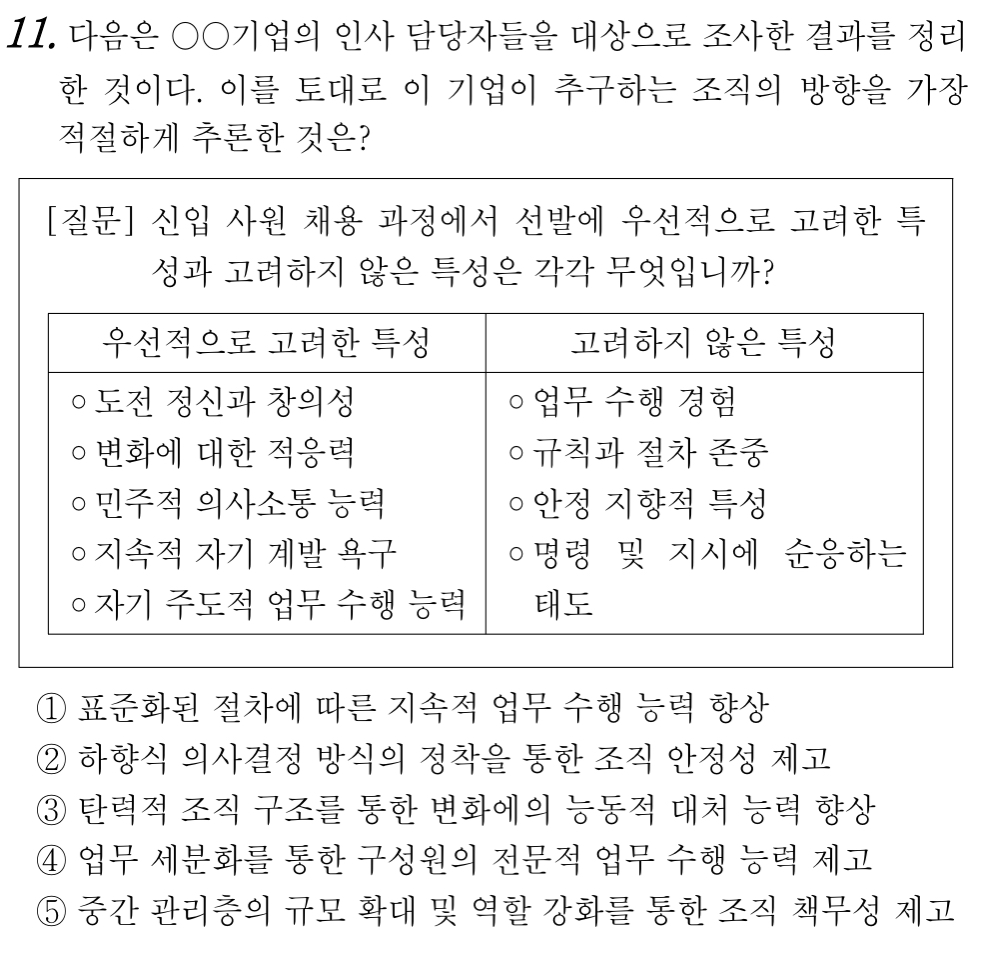 11. 다음은 ○○기업의 인사 담당자들을 대상으로 조사한 결과를 정리
한 것이다. 이를 토대로 이 기업이 추구하는 조직의 방향을 가장
적절하게 추론한 것은?
[질문] 신입 사원 채용 과정에서 선발에 우선적으로 고려한 특
성과 고려하지 않은 특성은 각각 무엇입니까?
우선적으로 고려한 특성
고려하지 않은 특성
○ 도전 정신과 창의성
○ 변화에 대한 적응력
○ 민주적 의사소통 능력
○ 지속적 자기 계발 욕구
○ 자기 주도적 업무 수행 능력
○ 업무 수행 경험
○ 규칙과 절차 존중
○ 안정 지향적 특성
○ 명령 및 지시에 순응하는
태도
① 표준화된 절차에 따른 지속적 업무 수행 능력 향상
② 하향식 의사결정 방식의 정착을 통한 조직 안정성 제고
③ 탄력적 조직 구조를 통한 변화에의 능동적 대처 능력 향상
④ 업무 세분화를 통한 구성원의 전문적 업무 수행 능력 제고
⑤ 중간 관리층의 규모 확대 및 역할 강화를 통한 조직 책무성 제고